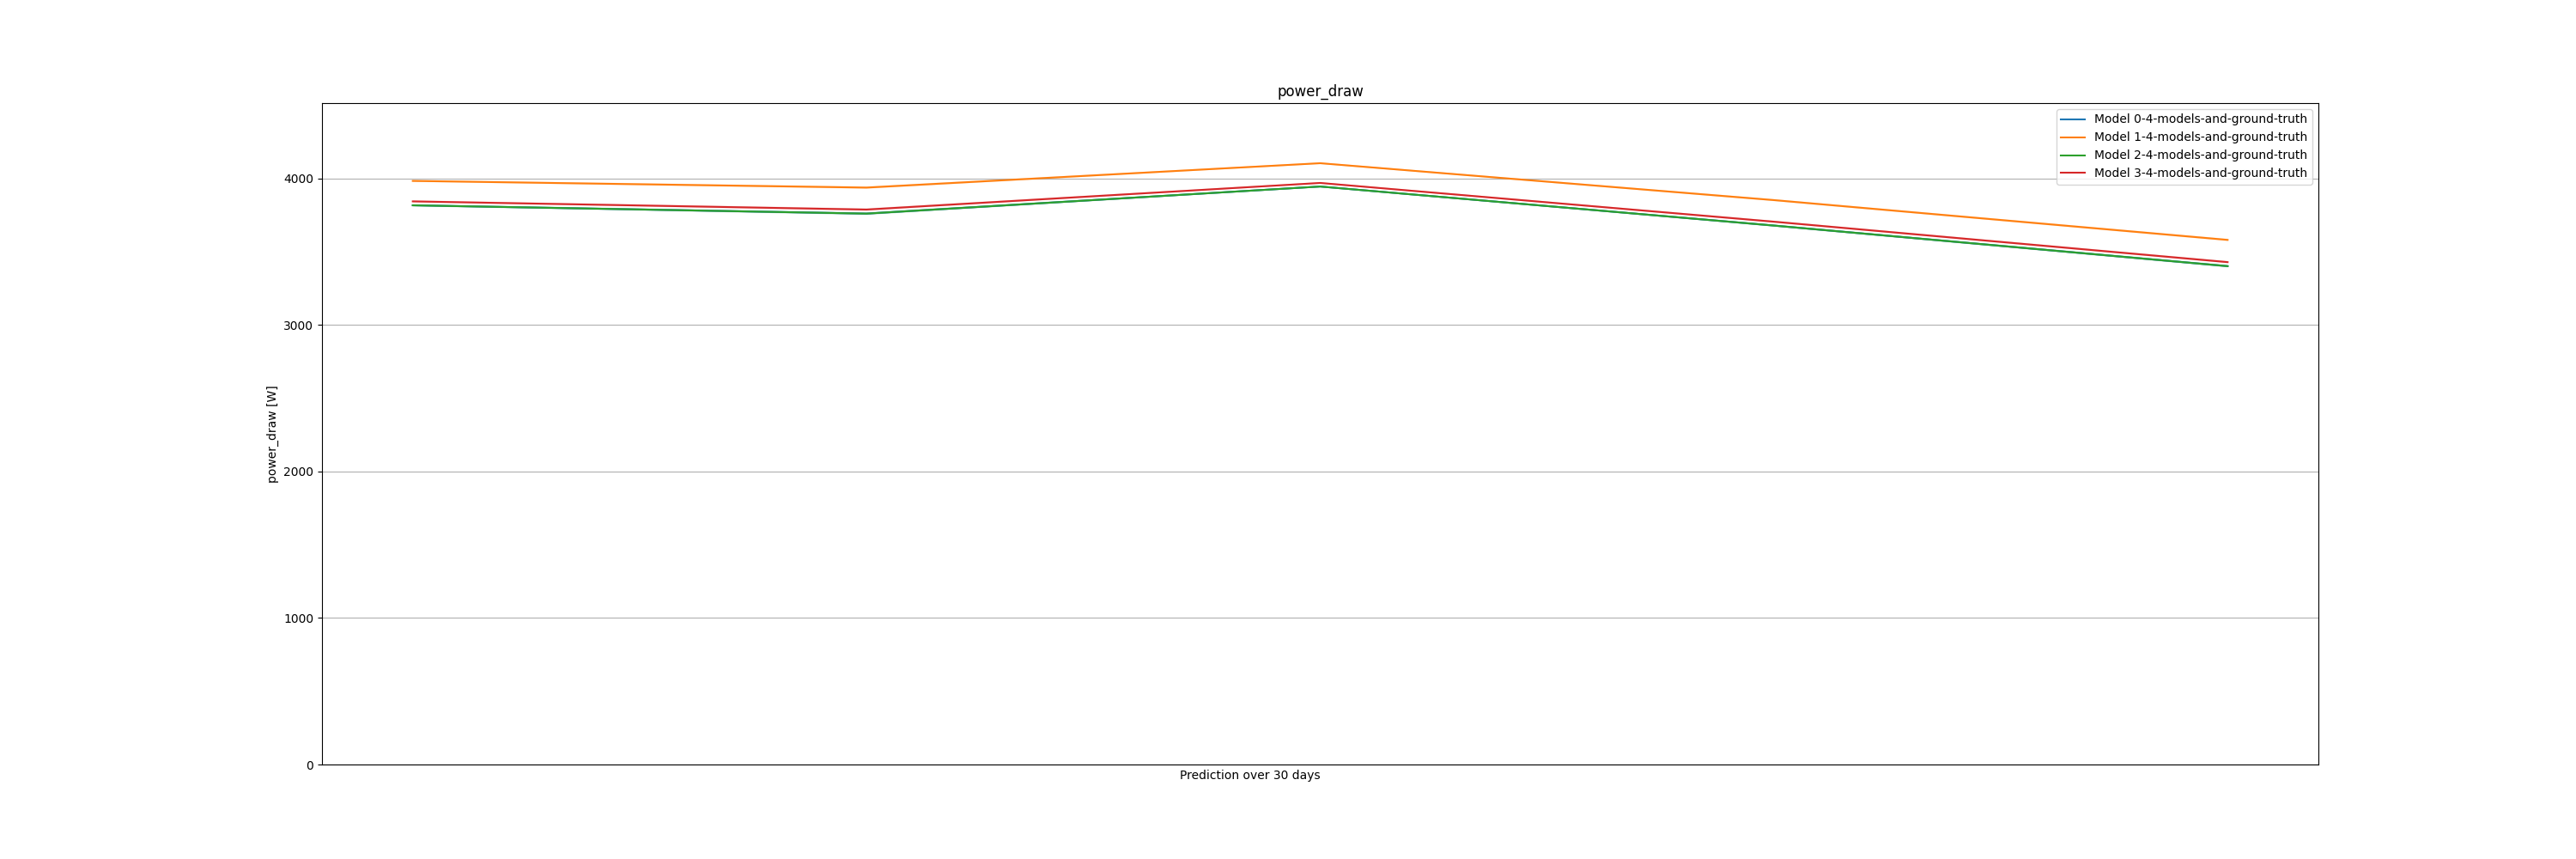 power_draw
Model 0-4-models-and-ground-truth
Model 1-4-models-and-ground-truth
Model 2-4-models-and-ground-truth
Model 3-4-models-and-ground-truth
4000
3000
power_draw [W]
2000
1000
0
Prediction over 30 days